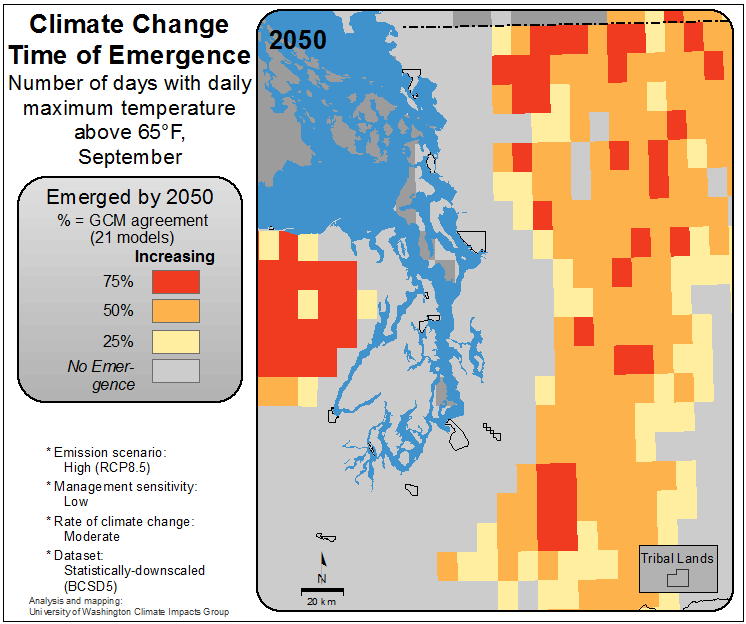 Climate Change
Time of Emergence
Number of days with daily
maximum temperature
above 65°F,
September
Emerged by 2050
% = GCM agreement
(21 models)
Increasing
75%
50%
25%
No Emer-
gence
* Emission scenario:
High (RCP8.5)
* Management sensitivity:
Low
* Rate of climate change:
Moderate
* Dataset:
Statistically-downscaled
(BCSD5)
Analysis and mapping:
University of Washington Climate Impacts Group
2050
N
20 km
Tribal Lands